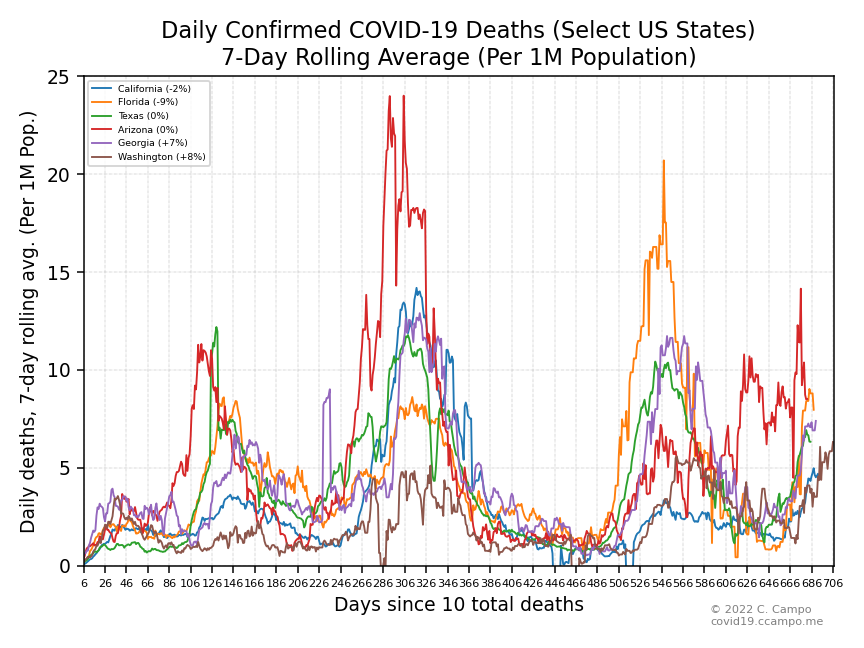 Daily Confirmed COVID-19 Deaths (Select US States)
7-Day Rolling Average (Per 1M Population)
Daily deaths, 7-day rolling avg. (Per 1M Pop.)
25
20
15
10
5
0
California (-2%)
Florida (-9%)
Texas (0%)
Arizona (0%)
Georgia (+7%)
Washington (+8%)
6 26 46 66 86 106 126 146 166 186 206 226 246 266 286 306 326 346 366 386 406 426 446 466 486 506 526 546 566 586 606 626 646 666 686 706
Days since 10 total deaths
© 2022 C. Campo
covid19.ccampo.me